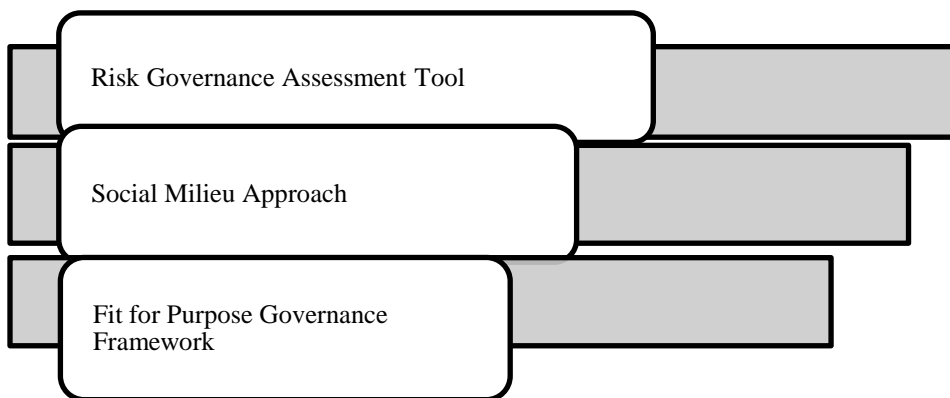 Risk Governance Assessment Tool
Social Milieu Approach
Fit for Purpose Governance
Framework